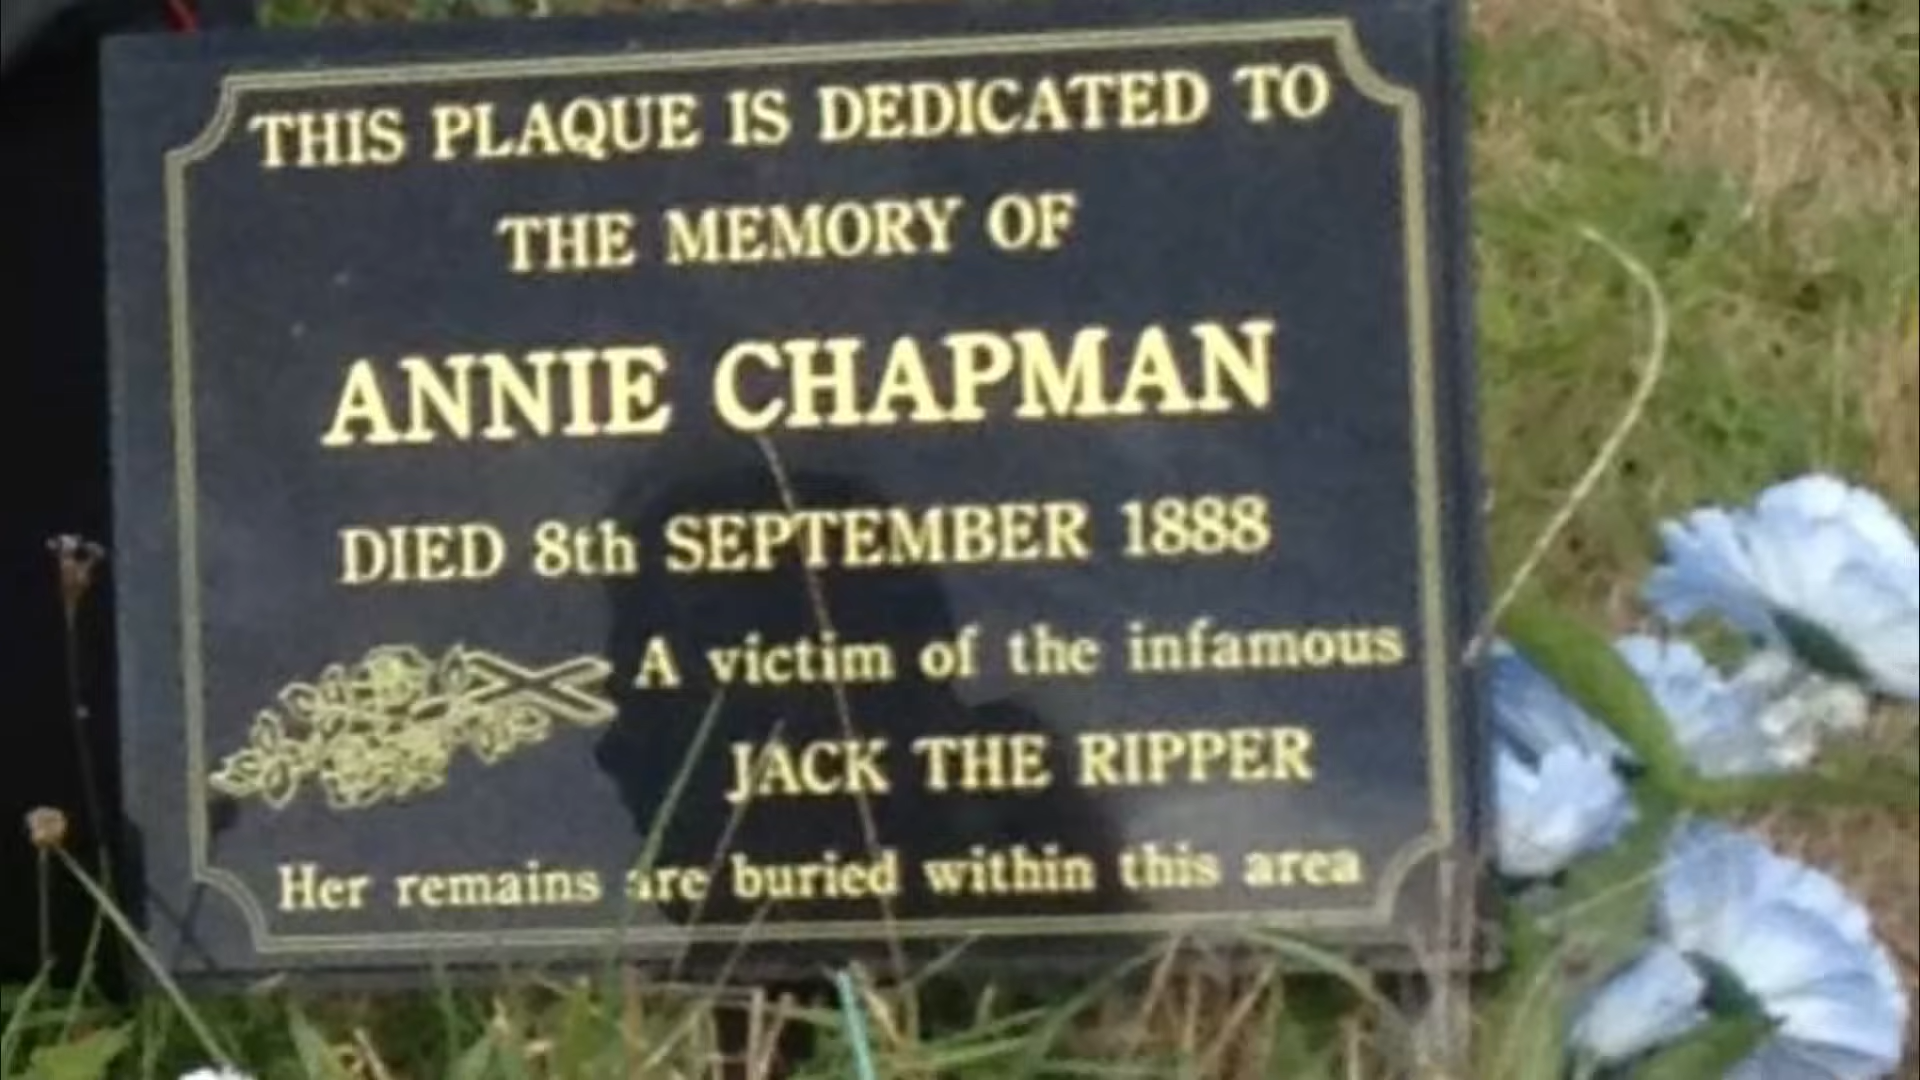 THIS PLAQUE IS DEDICATED TO
THE MEMORY OF
ANNIE CHAPMAN
DIED 8th SEPTEMBER 1888
A victim of the infamous
JACK THE RIPPER
Her remains are buried within this area